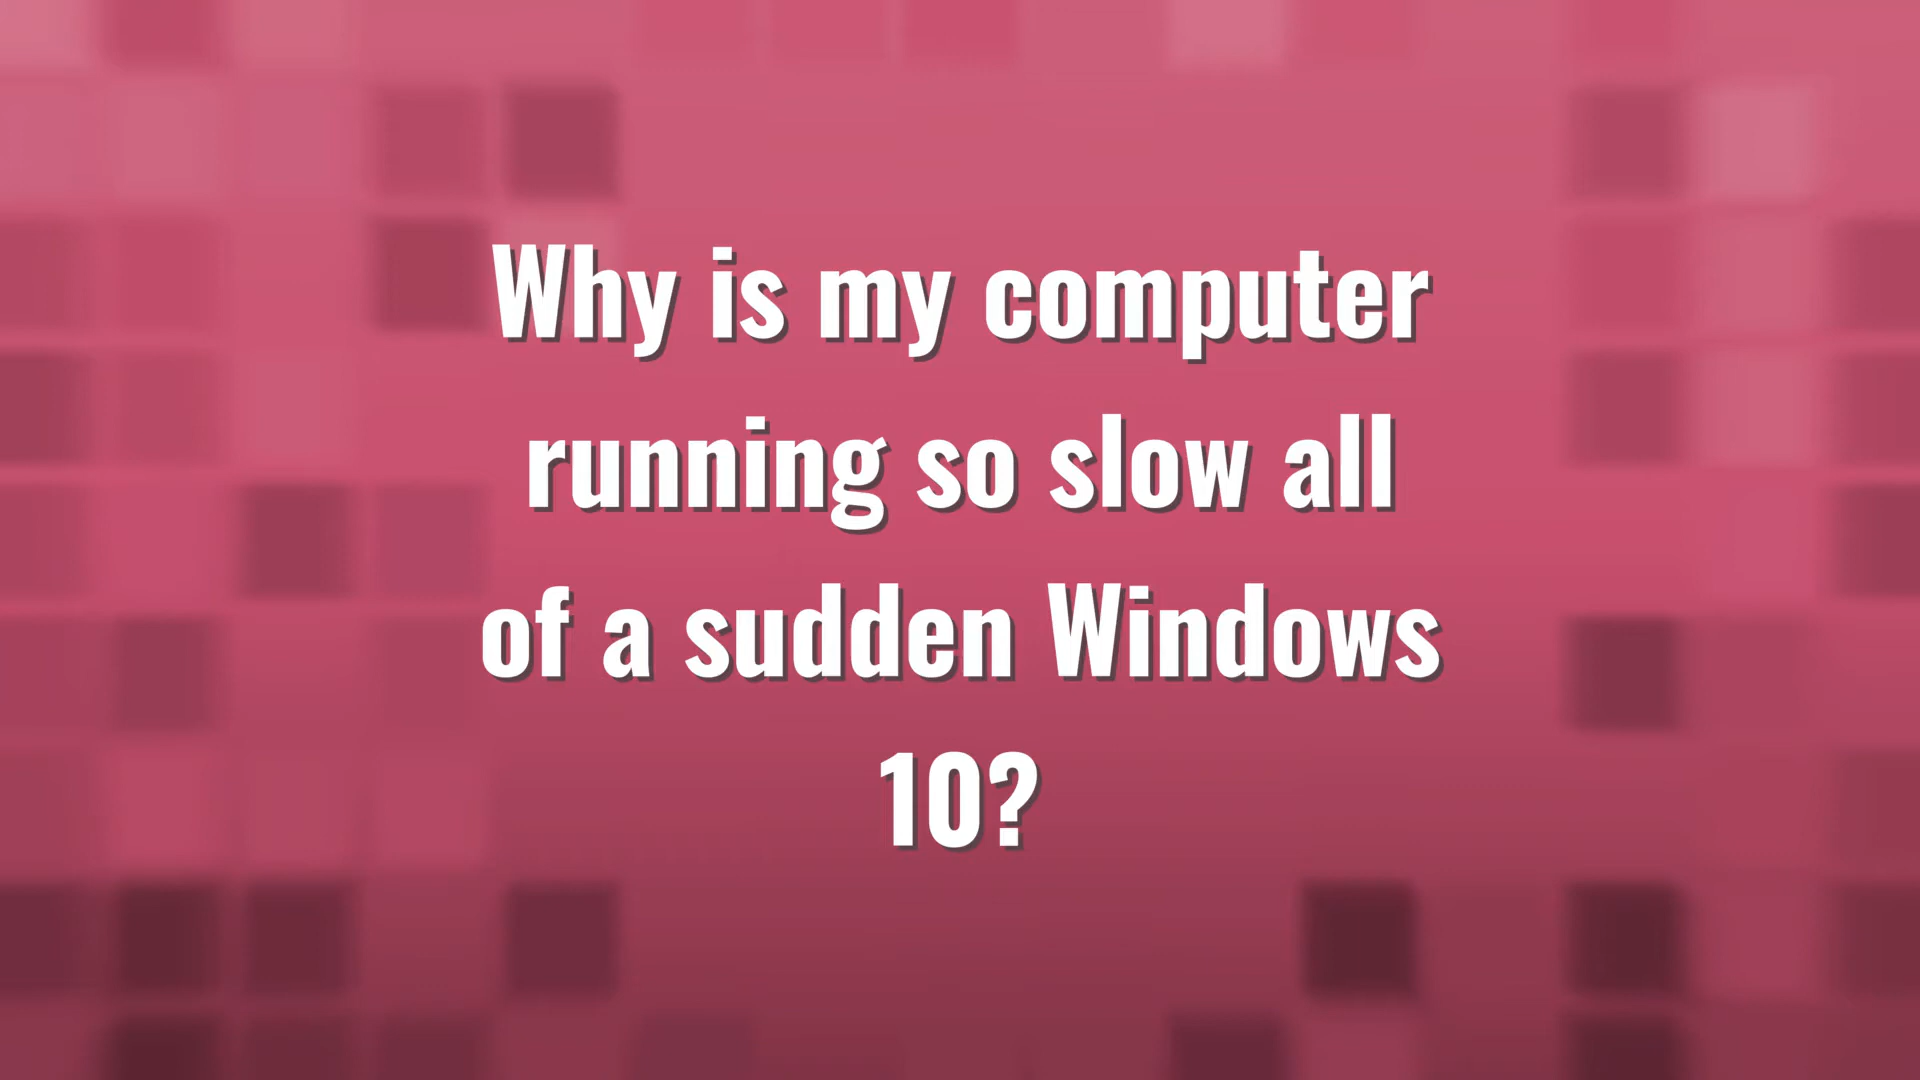 Why is my computer
running so slow all
of a sudden Windows
10?